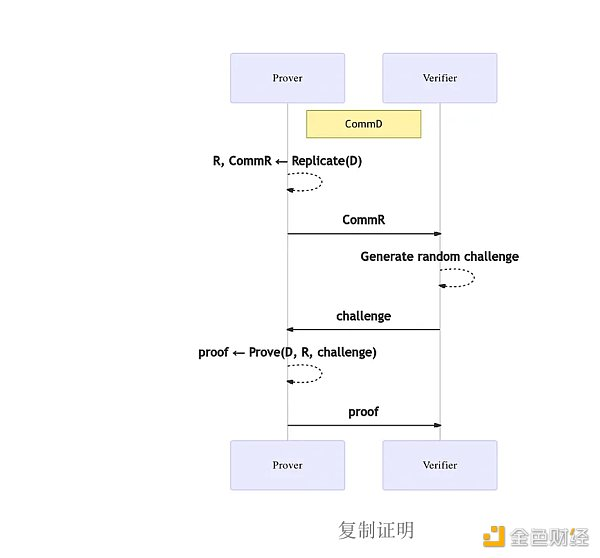 Prover Verifier
CommD
R, CommR ← Replicate(D)
CommR
Generate random challenge
challenge
proof ← Prove(D, R, challenge)
proof
Prover Verifier
复制证明
金色财经